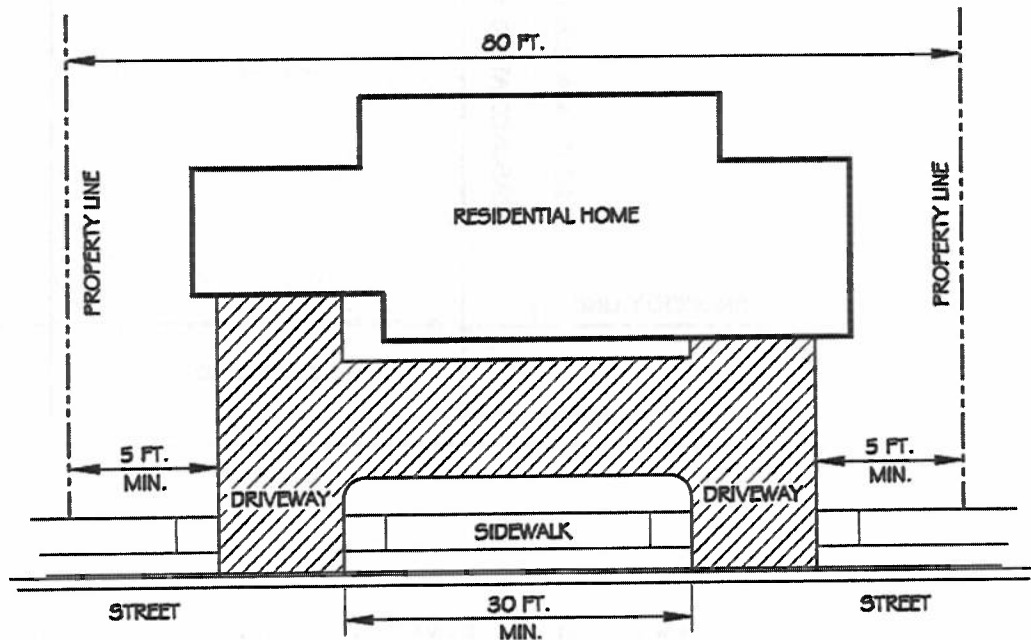 80 FT.
PROPERTY LINE
RESIDENTIAL HOME
PROPERTY LINE
5 FT.
MIN.
5 FT.
MIN.
DRIVEWAY
DRIVEWAY
SIDEWALK
STREET
30 FT.
MIN.
STREET